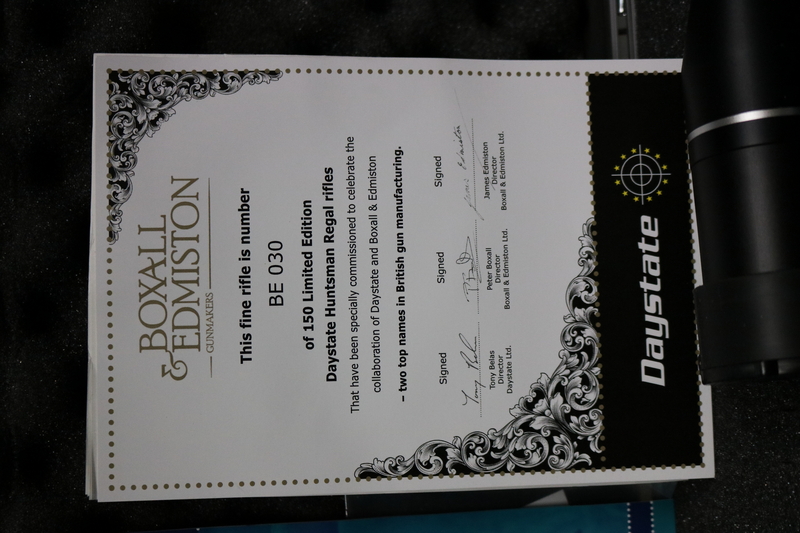 BOXALL
& EDMISTON
GUNMAKERS
This fine rifle is number
BE 030
of 150 Limited Edition
Daystate Huntsman Regal rifles
That have been specially commissioned to celebrate the
collaboration of Daystate and Boxall & Edmiston
– two top names in British gun manufacturing.
Signed
Tony Belas
Director
Daystate Ltd.
Signed
Peter Boxall
Director
Boxall & Edmiston Ltd.
Signed
James Edmiston
James Edmiston
Director
Boxall & Edmiston Ltd.
Daystate